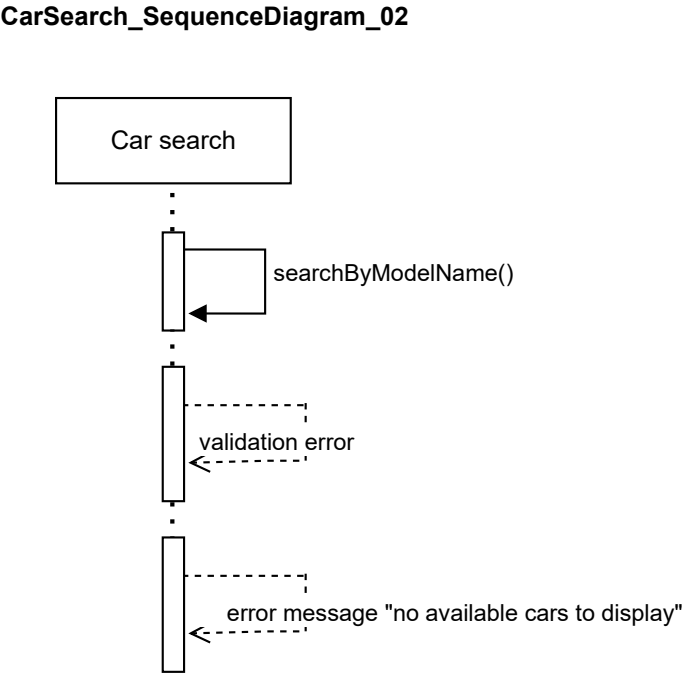 CarSearch_SequenceDiagram_02
Car search
searchByModelName()
validation error
error message "no available cars to display"